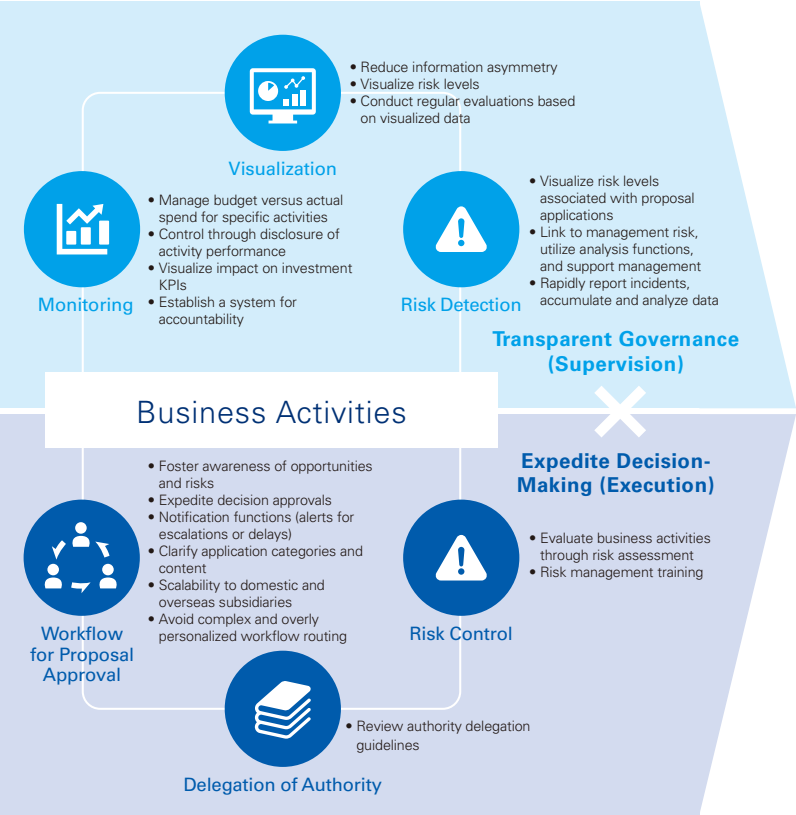 • Reduce information asymmetry
• Visualize risk levels
• Conduct regular evaluations based
on visualized data
Visualization
• Manage budget versus actual
spend for specific activities
• Control through disclosure of
activity performance
• Visualize impact on investment
KPIs
• Establish a system for
accountability
Monitoring
• Visualize risk levels
associated with proposal
applications
• Link to management risk,
utilize analysis functions,
and support management
• Rapidly report incidents,
accumulate and analyze data
Risk Detection
Transparent Governance
(Supervision)
Business Activities
Expedite Decision-
Making (Execution)
• Foster awareness of opportunities
and risks
• Expedite decision approvals
• Notification functions (alerts for
escalations or delays)
• Clarify application categories and
content
• Scalability to domestic and
overseas subsidiaries
• Avoid complex and overly
personalized workflow routing
Workflow
for Proposal
Approval
• Evaluate business activities
through risk assessment
• Risk management training
Risk Control
• Review authority delegation
guidelines
Delegation of Authority